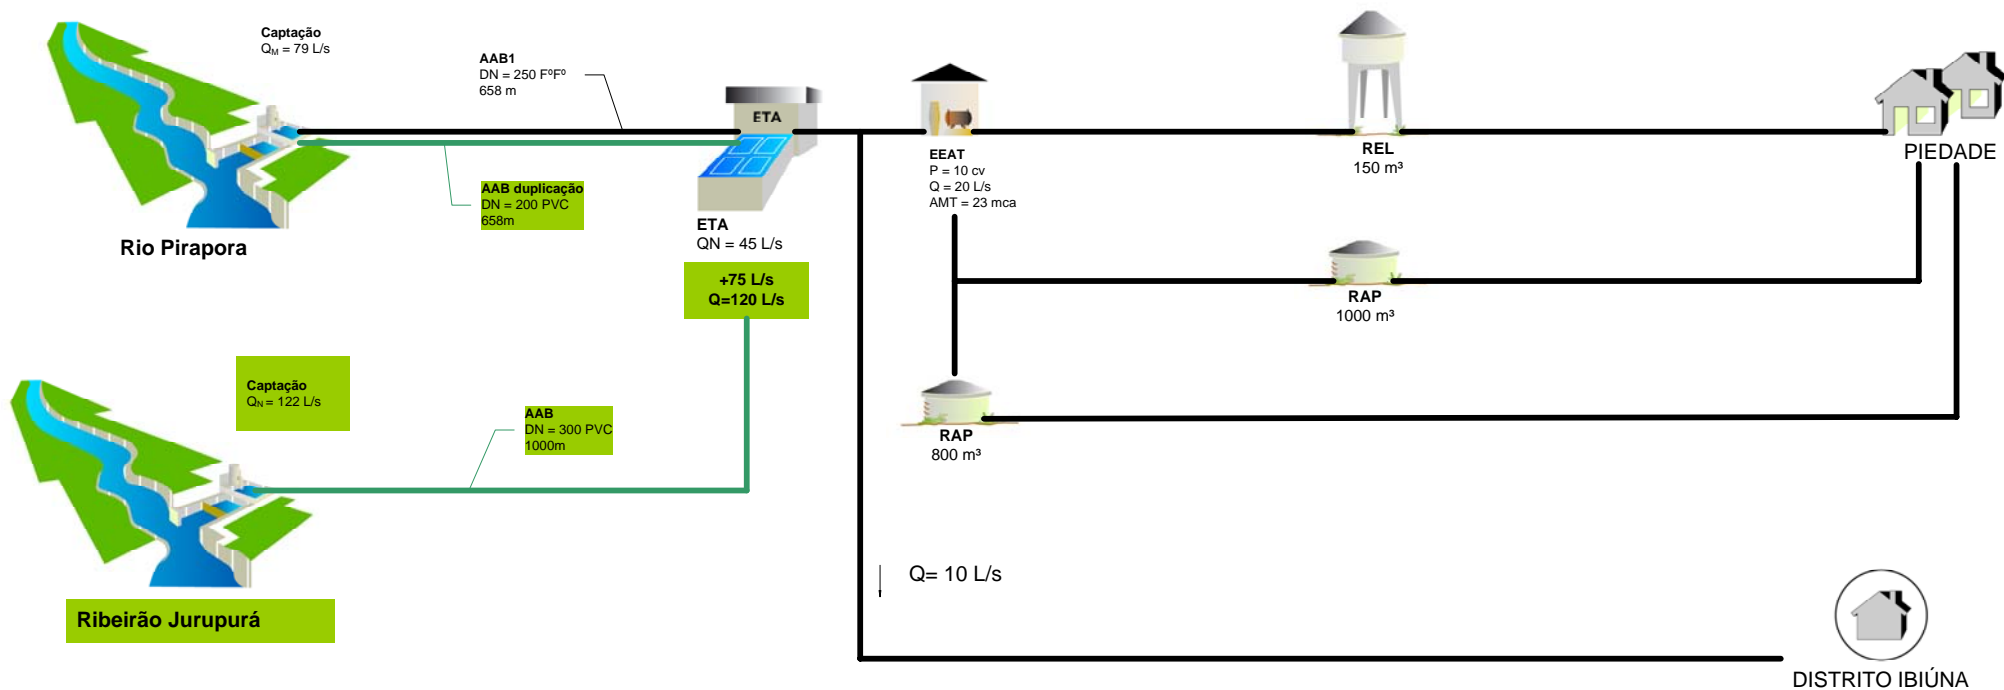 Captação
QM = 79 L/s
AAB1
DN = 250 FºFº
658 m
ETA
AAB duplicação
DN = 200 PVC
658m
Rio Pirapora
ETA
QN = 45 L/s
+75 L/s
Q=120 L/s
EEAT
P = 10 cv
Q = 20 L/s
AMT = 23 mca
REL
150 m³
PIEDADE
RAP
1000 m³
RAP
800 m³
Captação
QN = 122 L/s
AAB
DN = 300 PVC
1000m
Ribeirão Jurupurá
Q= 10 L/s
DISTRITO IBIÚNA